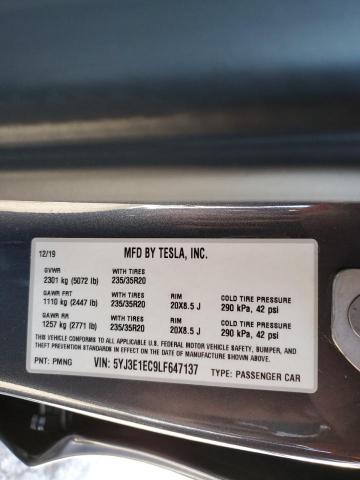 12/19 MFD BY TESLA, INC.
GVWR WITH TIRES
2301 kg (5072 lb) 235/35R20
GAWR FRT WITH TIRES RIM COLD TIRE PRESSURE
1110 kg (2447 lb) 235/35R20 20X8.5 J 290 kPa, 42 psi
GAWR RR WITH TIRES RIM COLD TIRE PRESSURE
1257 kg (2771 lb) 235/35R20 20X8.5 J 290 kPa, 42 psi
THIS VEHICLE CONFORMS TO ALL APPLICABLE U.S. FEDERAL MOTOR VEHICLE SAFETY, BUMPER, AND
THEFT PREVENTION STANDARDS IN EFFECT ON THE DATE OF MANUFACTURE SHOWN ABOVE.
PNT: PMNG VIN: 5YJ3E1EC9LF647137 TYPE: PASSENGER CAR